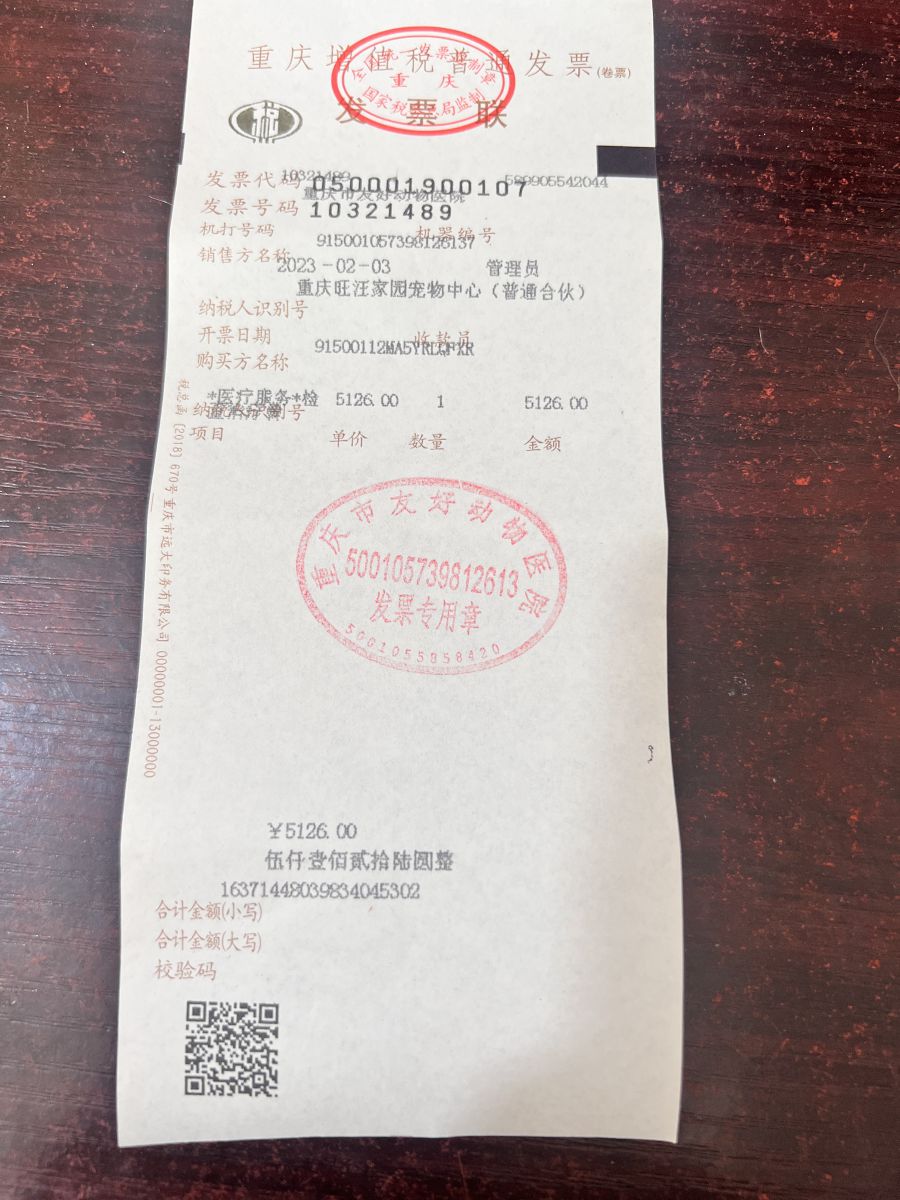 重庆增值税普通发票(卷票)
全国统一发票监制章
重庆
国家税务总局监制
发票联
税
发票代码 050001900107
10321489 589905542044
重庆市友好动物医院
发票号码 10321489
机打号码 机器编号
915001057398126137
销售方名称
2023-02-03 管理员
重庆旺汪家园宠物中心(普通合伙)
纳税人识别号
开票日期 收款员
91500112MA5YRLQFXR
购买方名称
*医疗服务*检 5126.00 1 5126.00
纳税人识别号
项目 单价 数量 金额
税总函〔2018〕670号重庆市远大印务有限公司 00000001-13000000
重庆市友好动物医院
500105739812613
发票专用章
5001055058420
¥5126.00
伍仟壹佰贰拾陆圆整
16371448039834045302
合计金额(小写)
合计金额(大写)
校验码